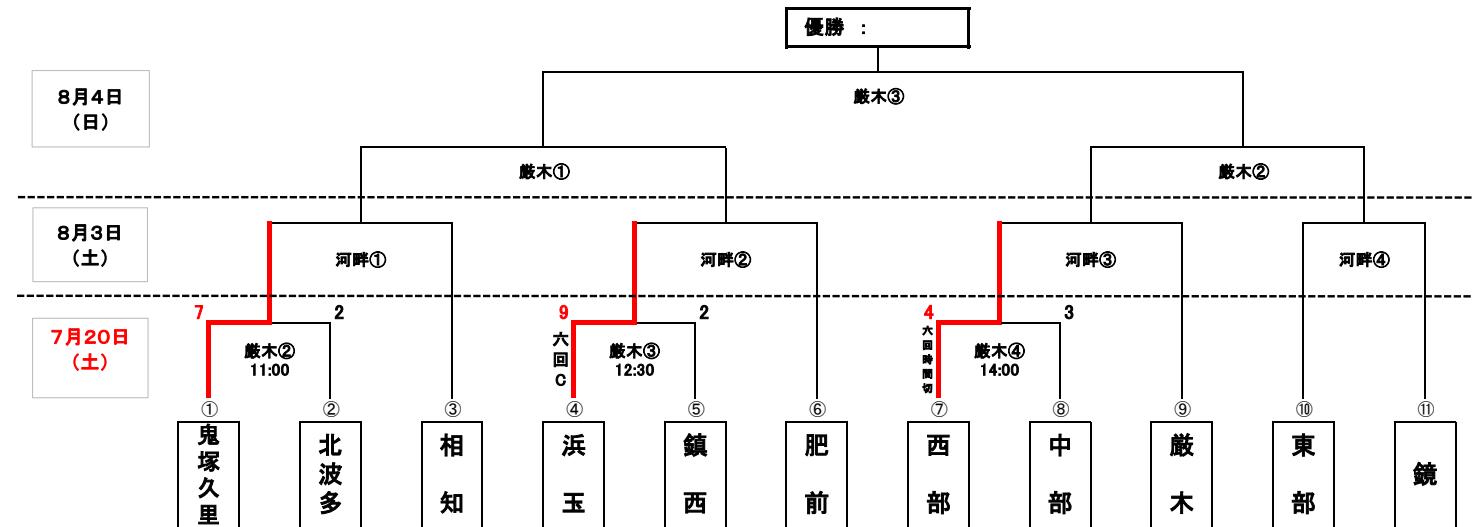 優勝 :
8月4日
(日)
厳木③
厳木①
厳木②
8月3日
(土)
河畔①
河畔②
河畔③
河畔④
7月20日
(土)
7
2
9
2
4
3
厳木②
11:00
六回C
厳木③
12:30
六回時間切
厳木④
14:00
①
②
③
④
⑤
⑥
⑦
⑧
⑨
⑩
⑪
鬼塚久里
北波多
相知
浜玉
鎮西
肥前
西部
中部
厳木
東部
鏡